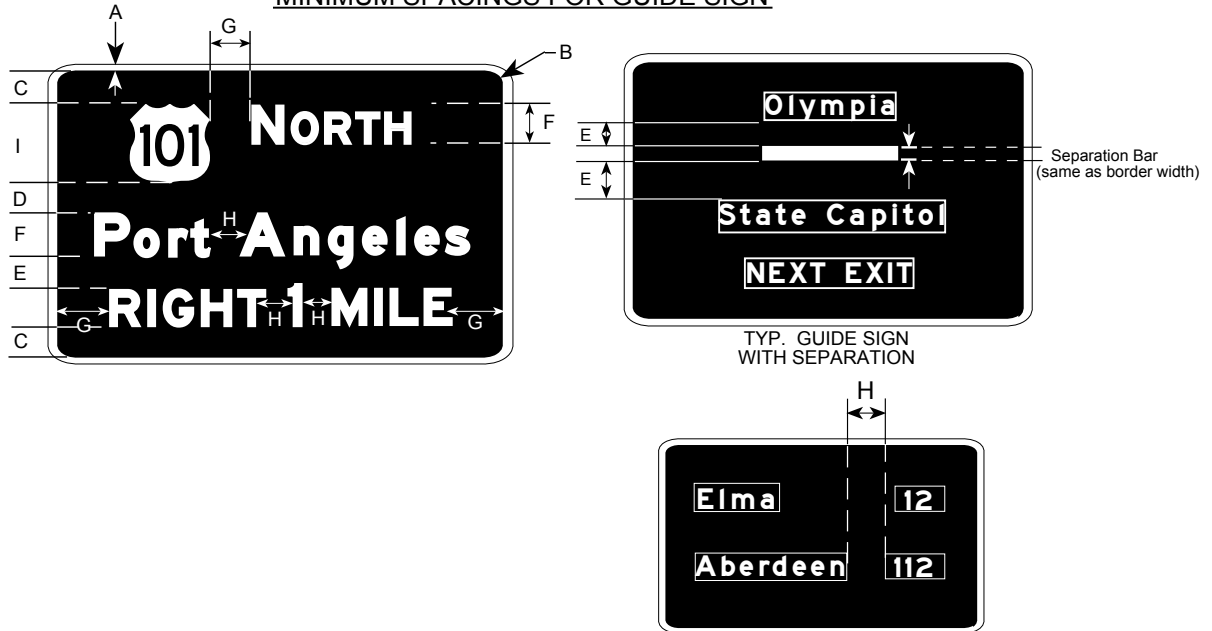 MINIMUM SPACINGS FOR GUIDE SIGN
A
G
B
C
I
D
F
E
C
101
NORTH
F
Port H Angeles
G RIGHT H 1 H MILE G
Olympia
E
E
Separation Bar
(same as border width)
State Capitol
NEXT EXIT
TYP. GUIDE SIGN
WITH SEPARATION
H
Elma 12
Aberdeen 112